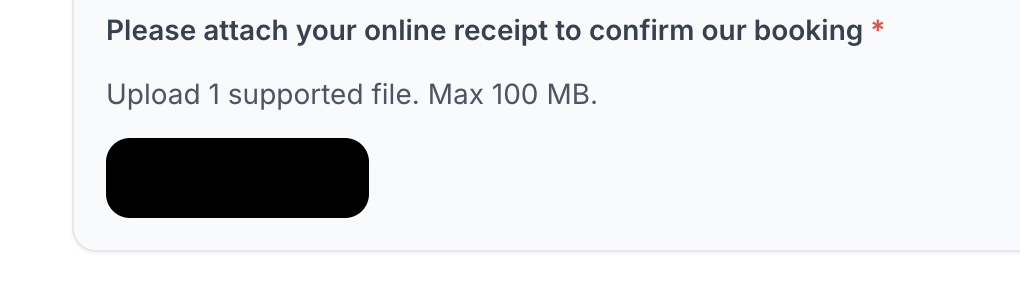 Please attach your online receipt to confirm our booking *
Upload 1 supported file. Max 100 MB.